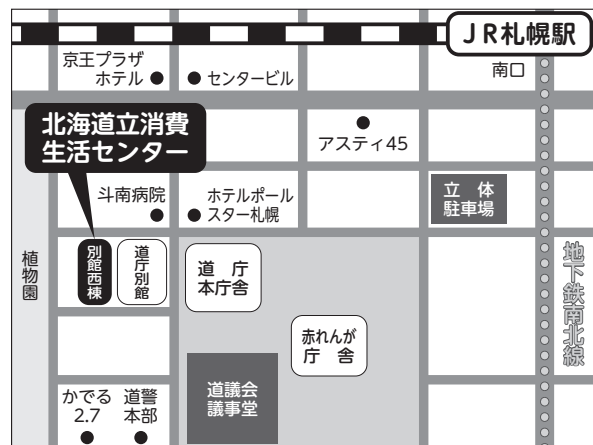 JR札幌駅
南口
京王プラザ
ホテル
センタービル
アスティ45
北海道立消費
生活センター
斗南病院
ホテルポール
スター札幌
立体
駐車場
植物園
別館西棟
道庁別館
道庁
本庁舎
地下鉄南北線
赤れんが
庁舎
道議会
議事堂
かでる
2.7
道警
本部